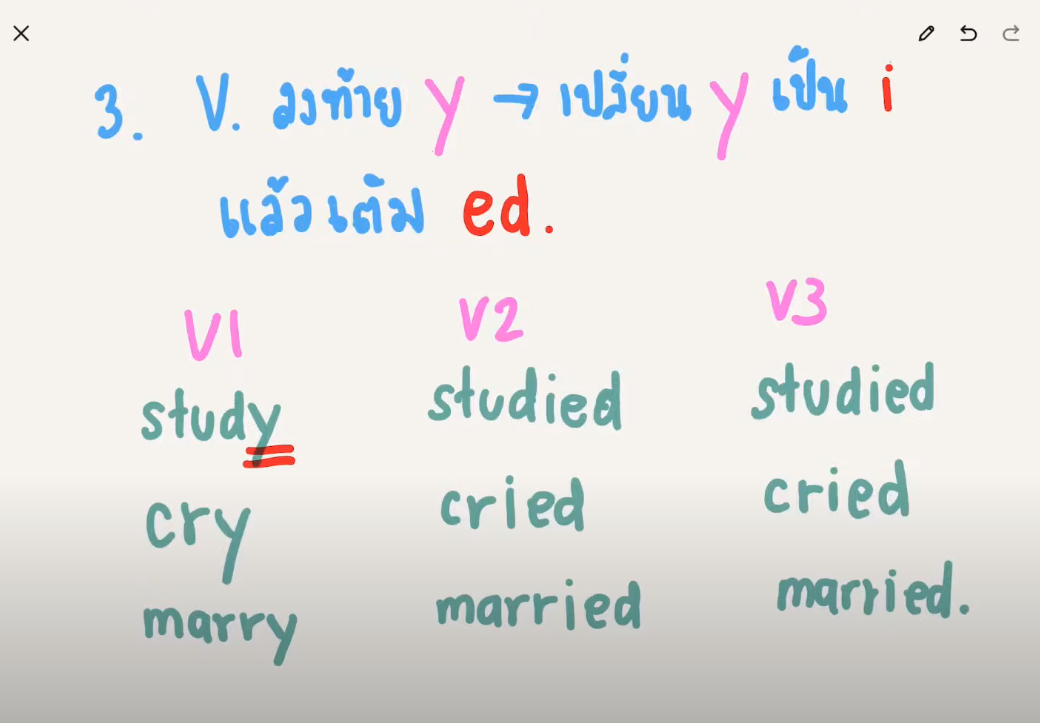 3. V. ลงท้าย y → เปลี่ยน y เป็น i
แล้วเติม ed.
V1 V2 V3
study studied studied
cry cried cried
marry married married.